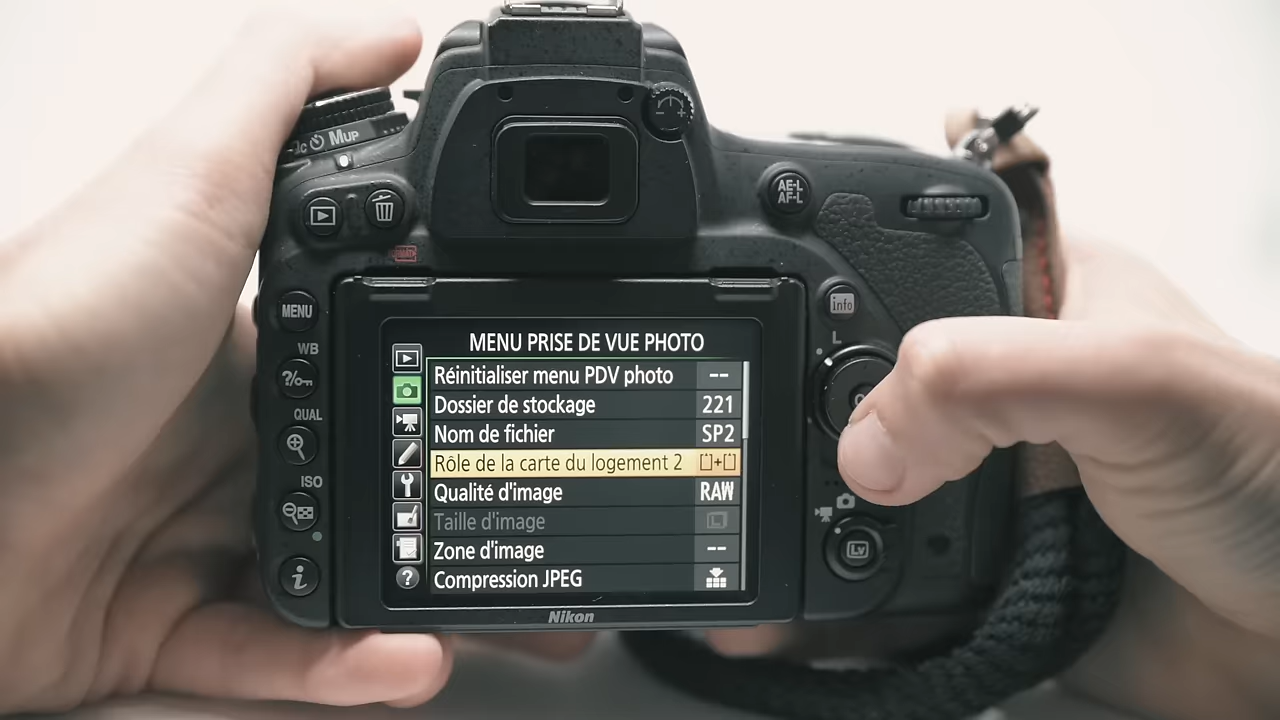 Mup
AE-L
AF-L
MENU
info
WB
L
?
QUAL
ISO
i
Lv
MENU PRISE DE VUE PHOTO
Réinitialiser menu PDV photo --
Dossier de stockage 221
Nom de fichier SP2
Rôle de la carte du logement 2
Qualité d'image RAW
Taille d'image L
Zone d'image --
Compression JPEG
?
Nikon